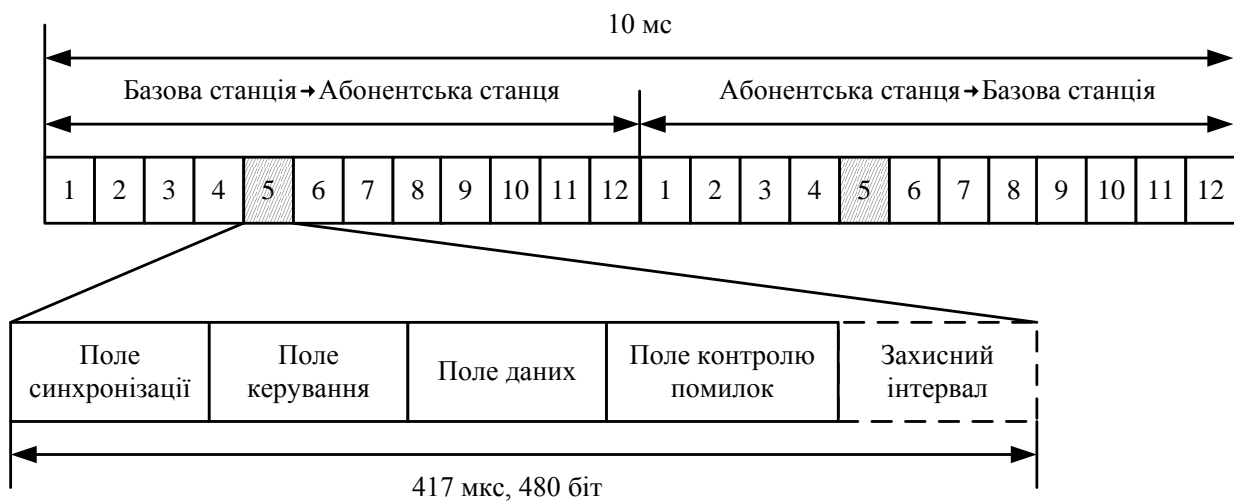 10 мс
Базова станція→Абонентська станця
Абонентська станця→Базова станція
1 2 3 4 5 6 7 8 9 10 11 12 1 2 3 4 5 6 7 8 9 10 11 12
Поле синхронізації
Поле керування
Поле даних
Поле контролю помилок
Захисний інтервал
417 мкс, 480 біт